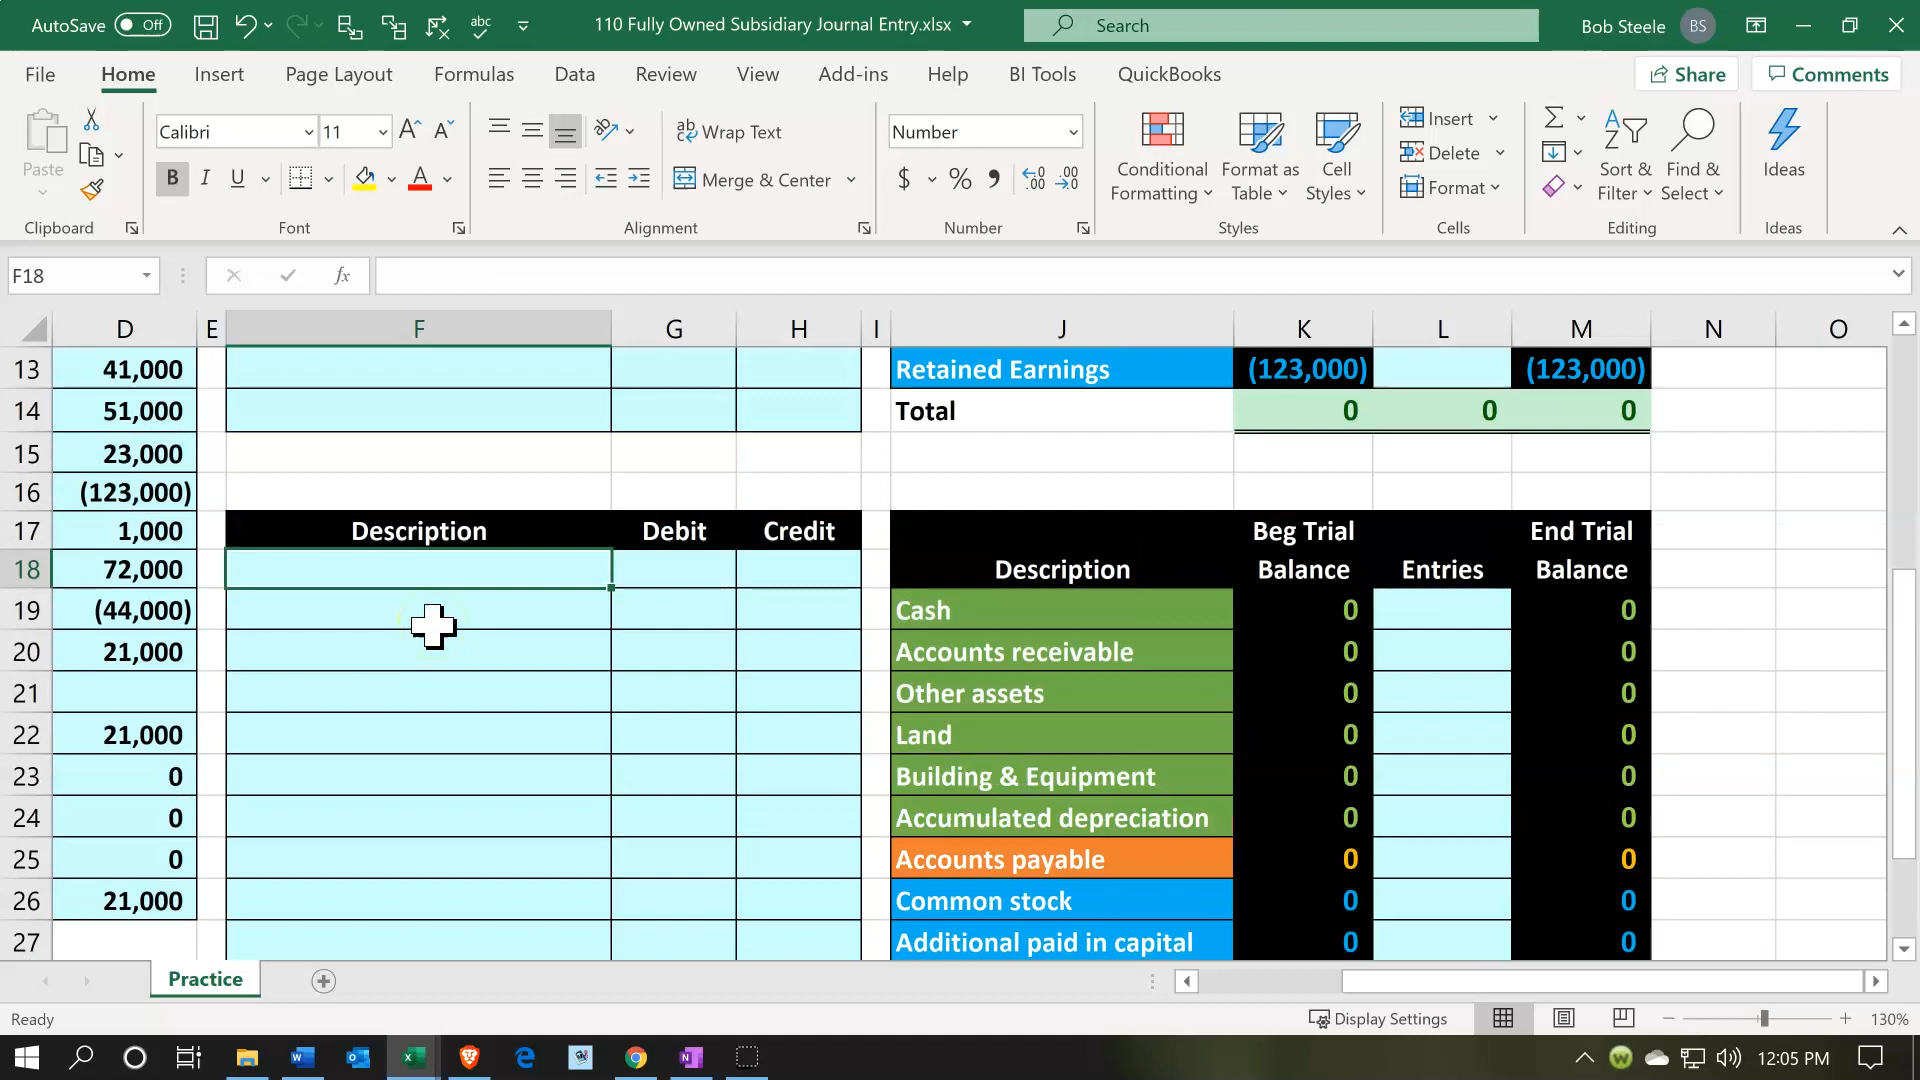 AutoSave Off abc 110 Fully Owned Subsidiary Journal Entry.xlsx Search Bob Steele BS
File Home Insert Page Layout Formulas Data Review View Add-ins Help BI Tools QuickBooks Share Comments
Paste
Clipboard
Calibri 11
B I U
Font
ab Wrap Text
Merge & Center
Alignment
Number
$ % 9
Number
Conditional Formatting
Format as Table
Cell Styles
Styles
Insert
Delete
Format
Cells
Sort & Filter
Find & Select
Editing
Ideas
Ideas
F18 fx
D E F G H I J K L M N O
13 41,000 Retained Earnings (123,000) (123,000)
14 51,000 Total 0 0 0
15 23,000
16 (123,000)
17 1,000 Description Debit Credit Beg Trial End Trial
18 72,000 Description Balance Entries Balance
19 (44,000) Cash 0 0
20 21,000 Accounts receivable 0 0
21 Other assets 0 0
22 21,000 Land 0 0
23 0 Building & Equipment 0 0
24 0 Accumulated depreciation 0 0
25 0 Accounts payable 0 0
26 21,000 Common stock 0 0
27 Additional paid in capital 0 0
Practice
Ready Display Settings 130%
12:05 PM